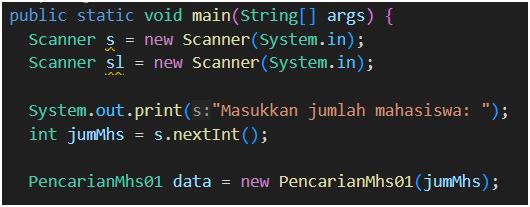 public static void main(String[] args) {
Scanner s = new Scanner(System.in);
Scanner sl = new Scanner(System.in);
System.out.print(s:"Masukkan jumlah mahasiswa: ");
int jumMhs = s.nextInt();
PencarianMhs01 data = new PencarianMhs01(jumMhs);